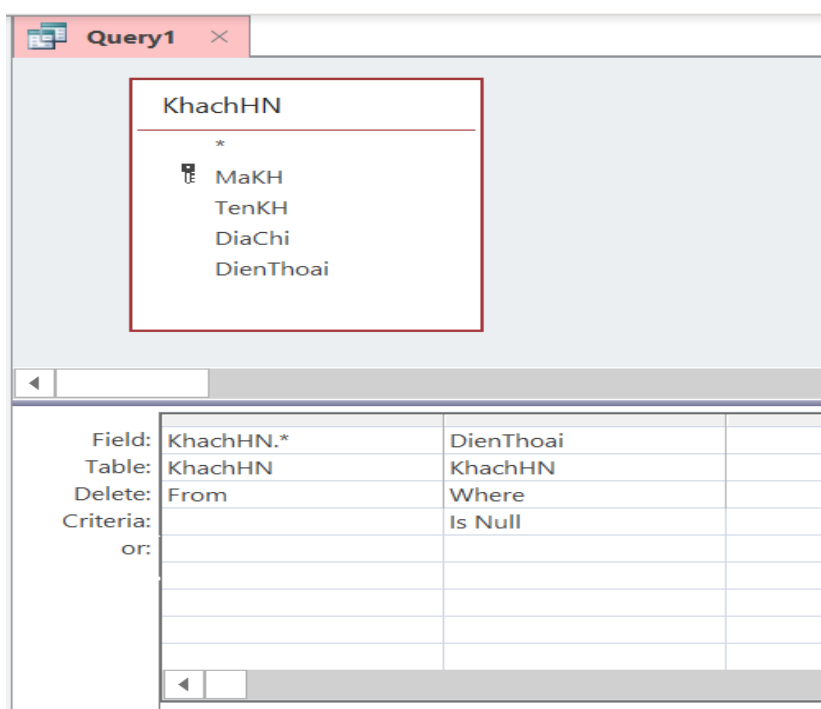 Query1
KhachHN
*
MaKH
TenKH
DiaChi
DienThoai
Field: KhachHN.* DienThoai
Table: KhachHN KhachHN
Delete: From Where
Criteria: Is Null
or: